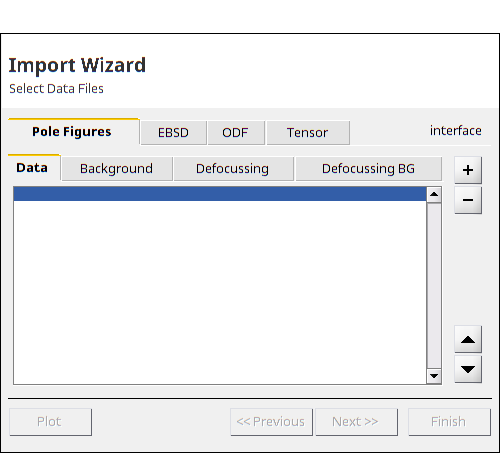 Import Wizard
Select Data Files
Pole Figures EBSD ODF Tensor interface
Data Background Defocussing Defocussing BG
+
−
Plot << Previous Next >> Finish